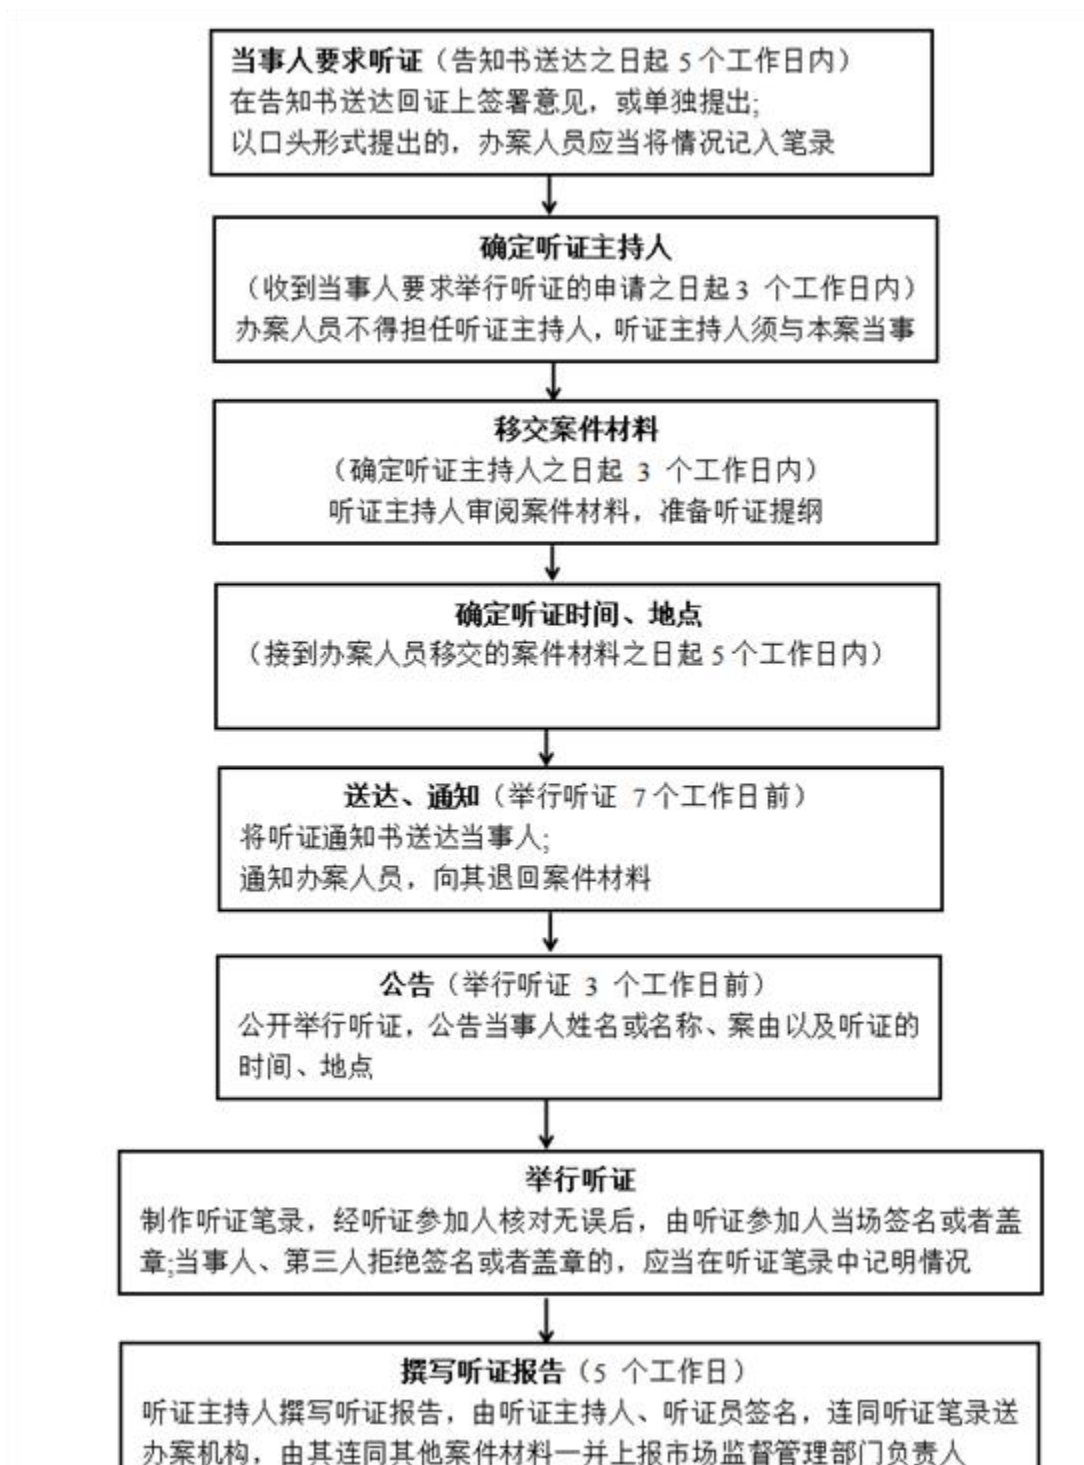 当事人要求听证（告知书送达之日起 5 个工作日内）
在告知书送达回证上签署意见，或单独提出;
以口头形式提出的，办案人员应当将情况记入笔录
确定听证主持人
（收到当事人要求举行听证的申请之日起 3 个工作日内）
办案人员不得担任听证主持人，听证主持人须与本案当事
移交案件材料
（确定听证主持人之日起 3 个工作日内）
听证主持人审阅案件材料，准备听证提纲
确定听证时间、地点
（接到办案人员移交的案件材料之日起 5 个工作日内）
送达、通知（举行听证 7 个工作日前）
将听证通知书送达当事人;
通知办案人员，向其退回案件材料
公告（举行听证 3 个工作日前）
公开举行听证，公告当事人姓名或名称、案由以及听证的
时间、地点
举行听证
制作听证笔录，经听证参加人核对无误后，由听证参加人当场签名或者盖
章;当事人、第三人拒绝签名或者盖章的，应当在听证笔录中记明情况
撰写听证报告（5 个工作日）
听证主持人撰写听证报告，由听证主持人、听证员签名，连同听证笔录送
办案机构，由其连同其他案件材料一并上报市场监督管理部门负责人